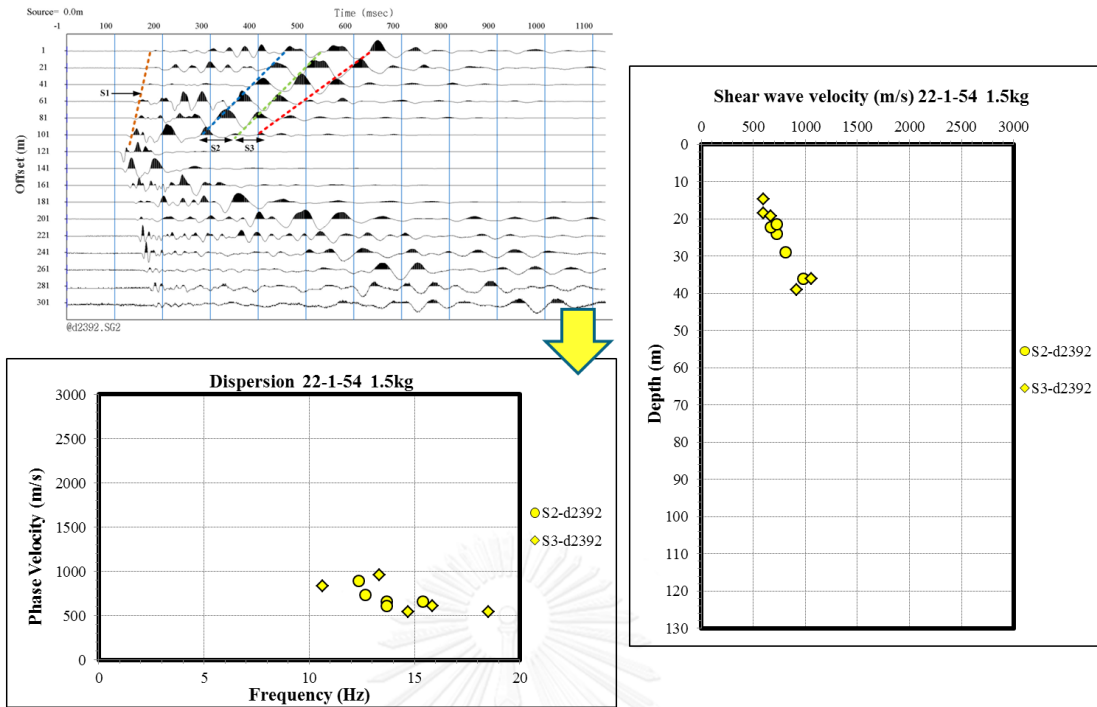 Source= 0.0m
Time (msec)
-1 100 200 300 400 500 600 700 800 900 1000 1100
Offset (m)
1
21
41
61
81
101
121
141
161
181
201
221
241
261
281
301
S1
S2 S3
@d2392.SG2
Dispersion 22-1-54 1.5kg
Phase Velocity (m/s)
3000
2500
2000
1500
1000
500
0
0 5 10 15 20
Frequency (Hz)
S2-d2392
S3-d2392
Shear wave velocity (m/s) 22-1-54 1.5kg
0 500 1000 1500 2000 2500 3000
Depth (m)
0
10
20
30
40
50
60
70
80
90
100
110
120
130
S2-d2392
S3-d2392